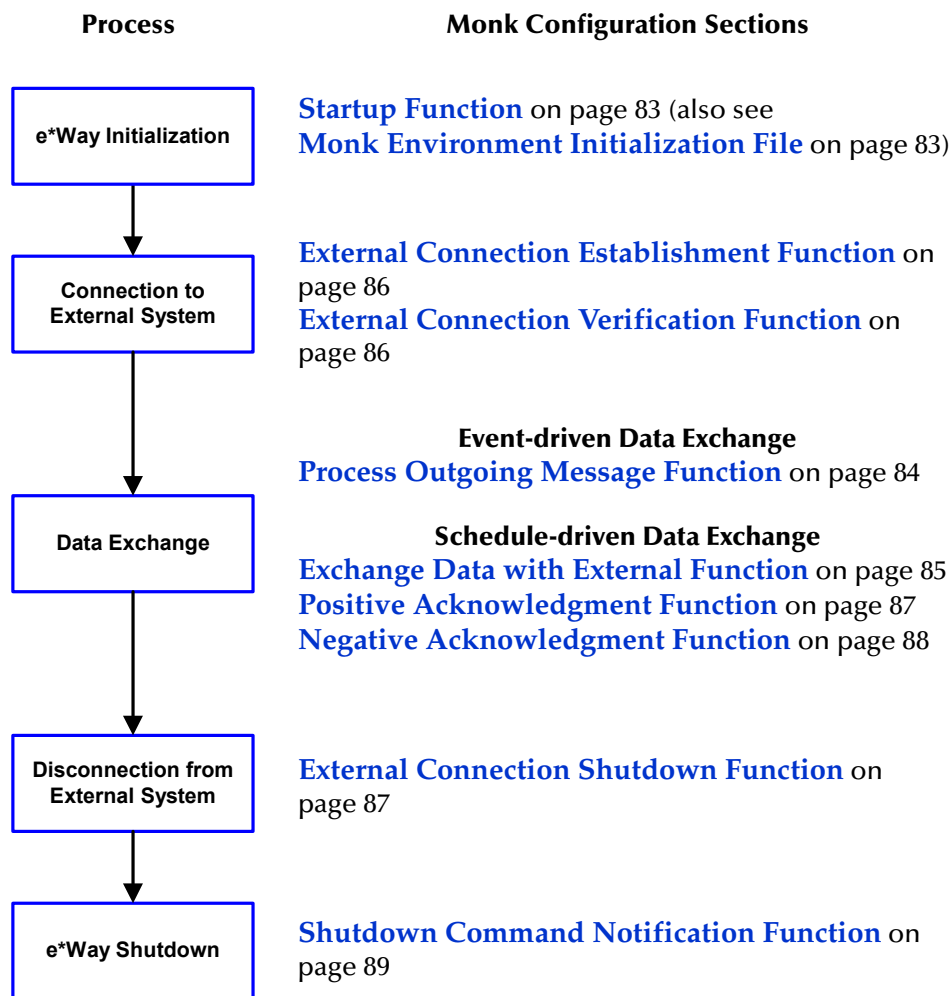 Process
Monk Configuration Sections
e*Way Initialization
Startup Function on page 83 (also see
Monk Environment Initialization File on page 83)
Connection to
External System
External Connection Establishment Function on
page 86
External Connection Verification Function on
page 86
Data Exchange
Event-driven Data Exchange
Process Outgoing Message Function on page 84
Schedule-driven Data Exchange
Exchange Data with External Function on page 85
Positive Acknowledgment Function on page 87
Negative Acknowledgment Function on page 88
Disconnection from
External System
External Connection Shutdown Function on
page 87
e*Way Shutdown
Shutdown Command Notification Function on
page 89